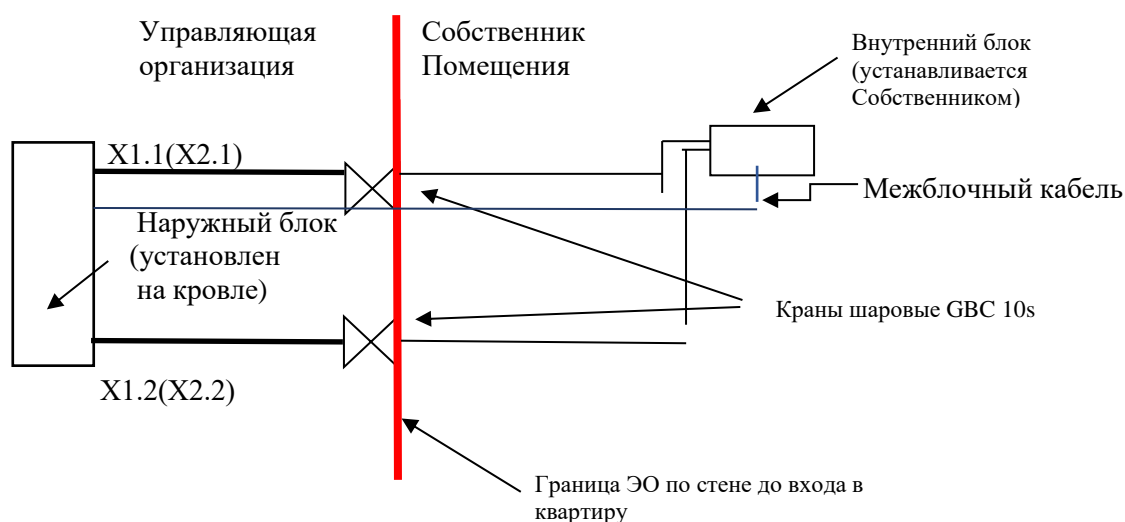 Управляющая
организация
Собственник
Помещения
Внутренний блок
(устанавливается
Собственником)
X1.1(X2.1)
Межблочный кабель
Наружный блок
(установлен
на кровле)
Краны шаровые GBC 10s
X1.2(X2.2)
Граница ЭО по стене до входа в
квартиру